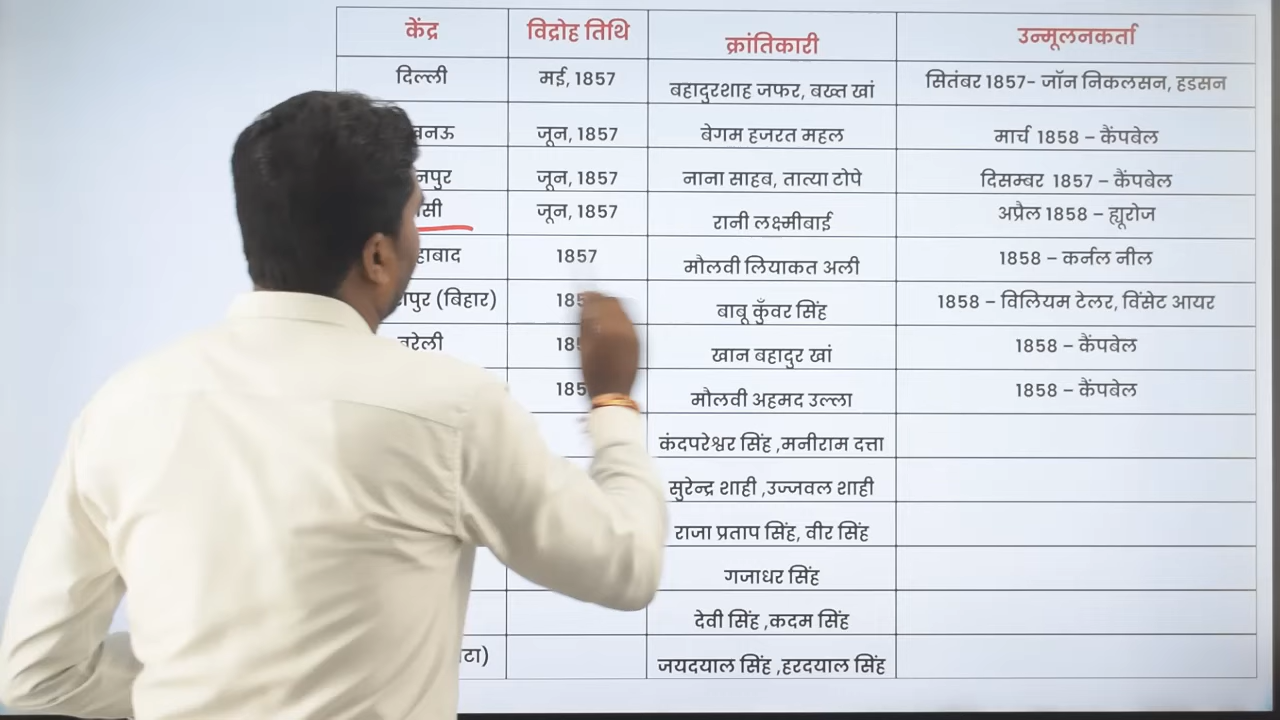 केंद्र विद्रोह तिथि क्रांतिकारी उन्मूलनकर्ता
दिल्ली मई, 1857 बहादुरशाह जफर, बख्त खां सितंबर 1857- जॉन निकलसन, हडसन
जून, 1857 बेगम हजरत महल मार्च 1858 – कैंपबेल
जून, 1857 नाना साहब, तात्या टोपे दिसम्बर 1857 – कैंपबेल
जून, 1857 रानी लक्ष्मीबाई अप्रैल 1858 – ह्यूरोज
1857 मौलवी लियाकत अली 1858 – कर्नल नील
(बिहार) बाबू कुँवर सिंह 1858 – विलियम टेलर, विंसेट आयर
बरेली खान बहादुर खां 1858 – कैंपबेल
मौलवी अहमद उल्ला 1858 – कैंपबेल
कंदपरेश्वर सिंह ,मनीराम दत्ता
सुरेन्द्र शाही ,उज्जवल शाही
राजा प्रताप सिंह, वीर सिंह
गजाधर सिंह
देवी सिंह ,कदम सिंह
जयदयाल सिंह ,हरदयाल सिंह